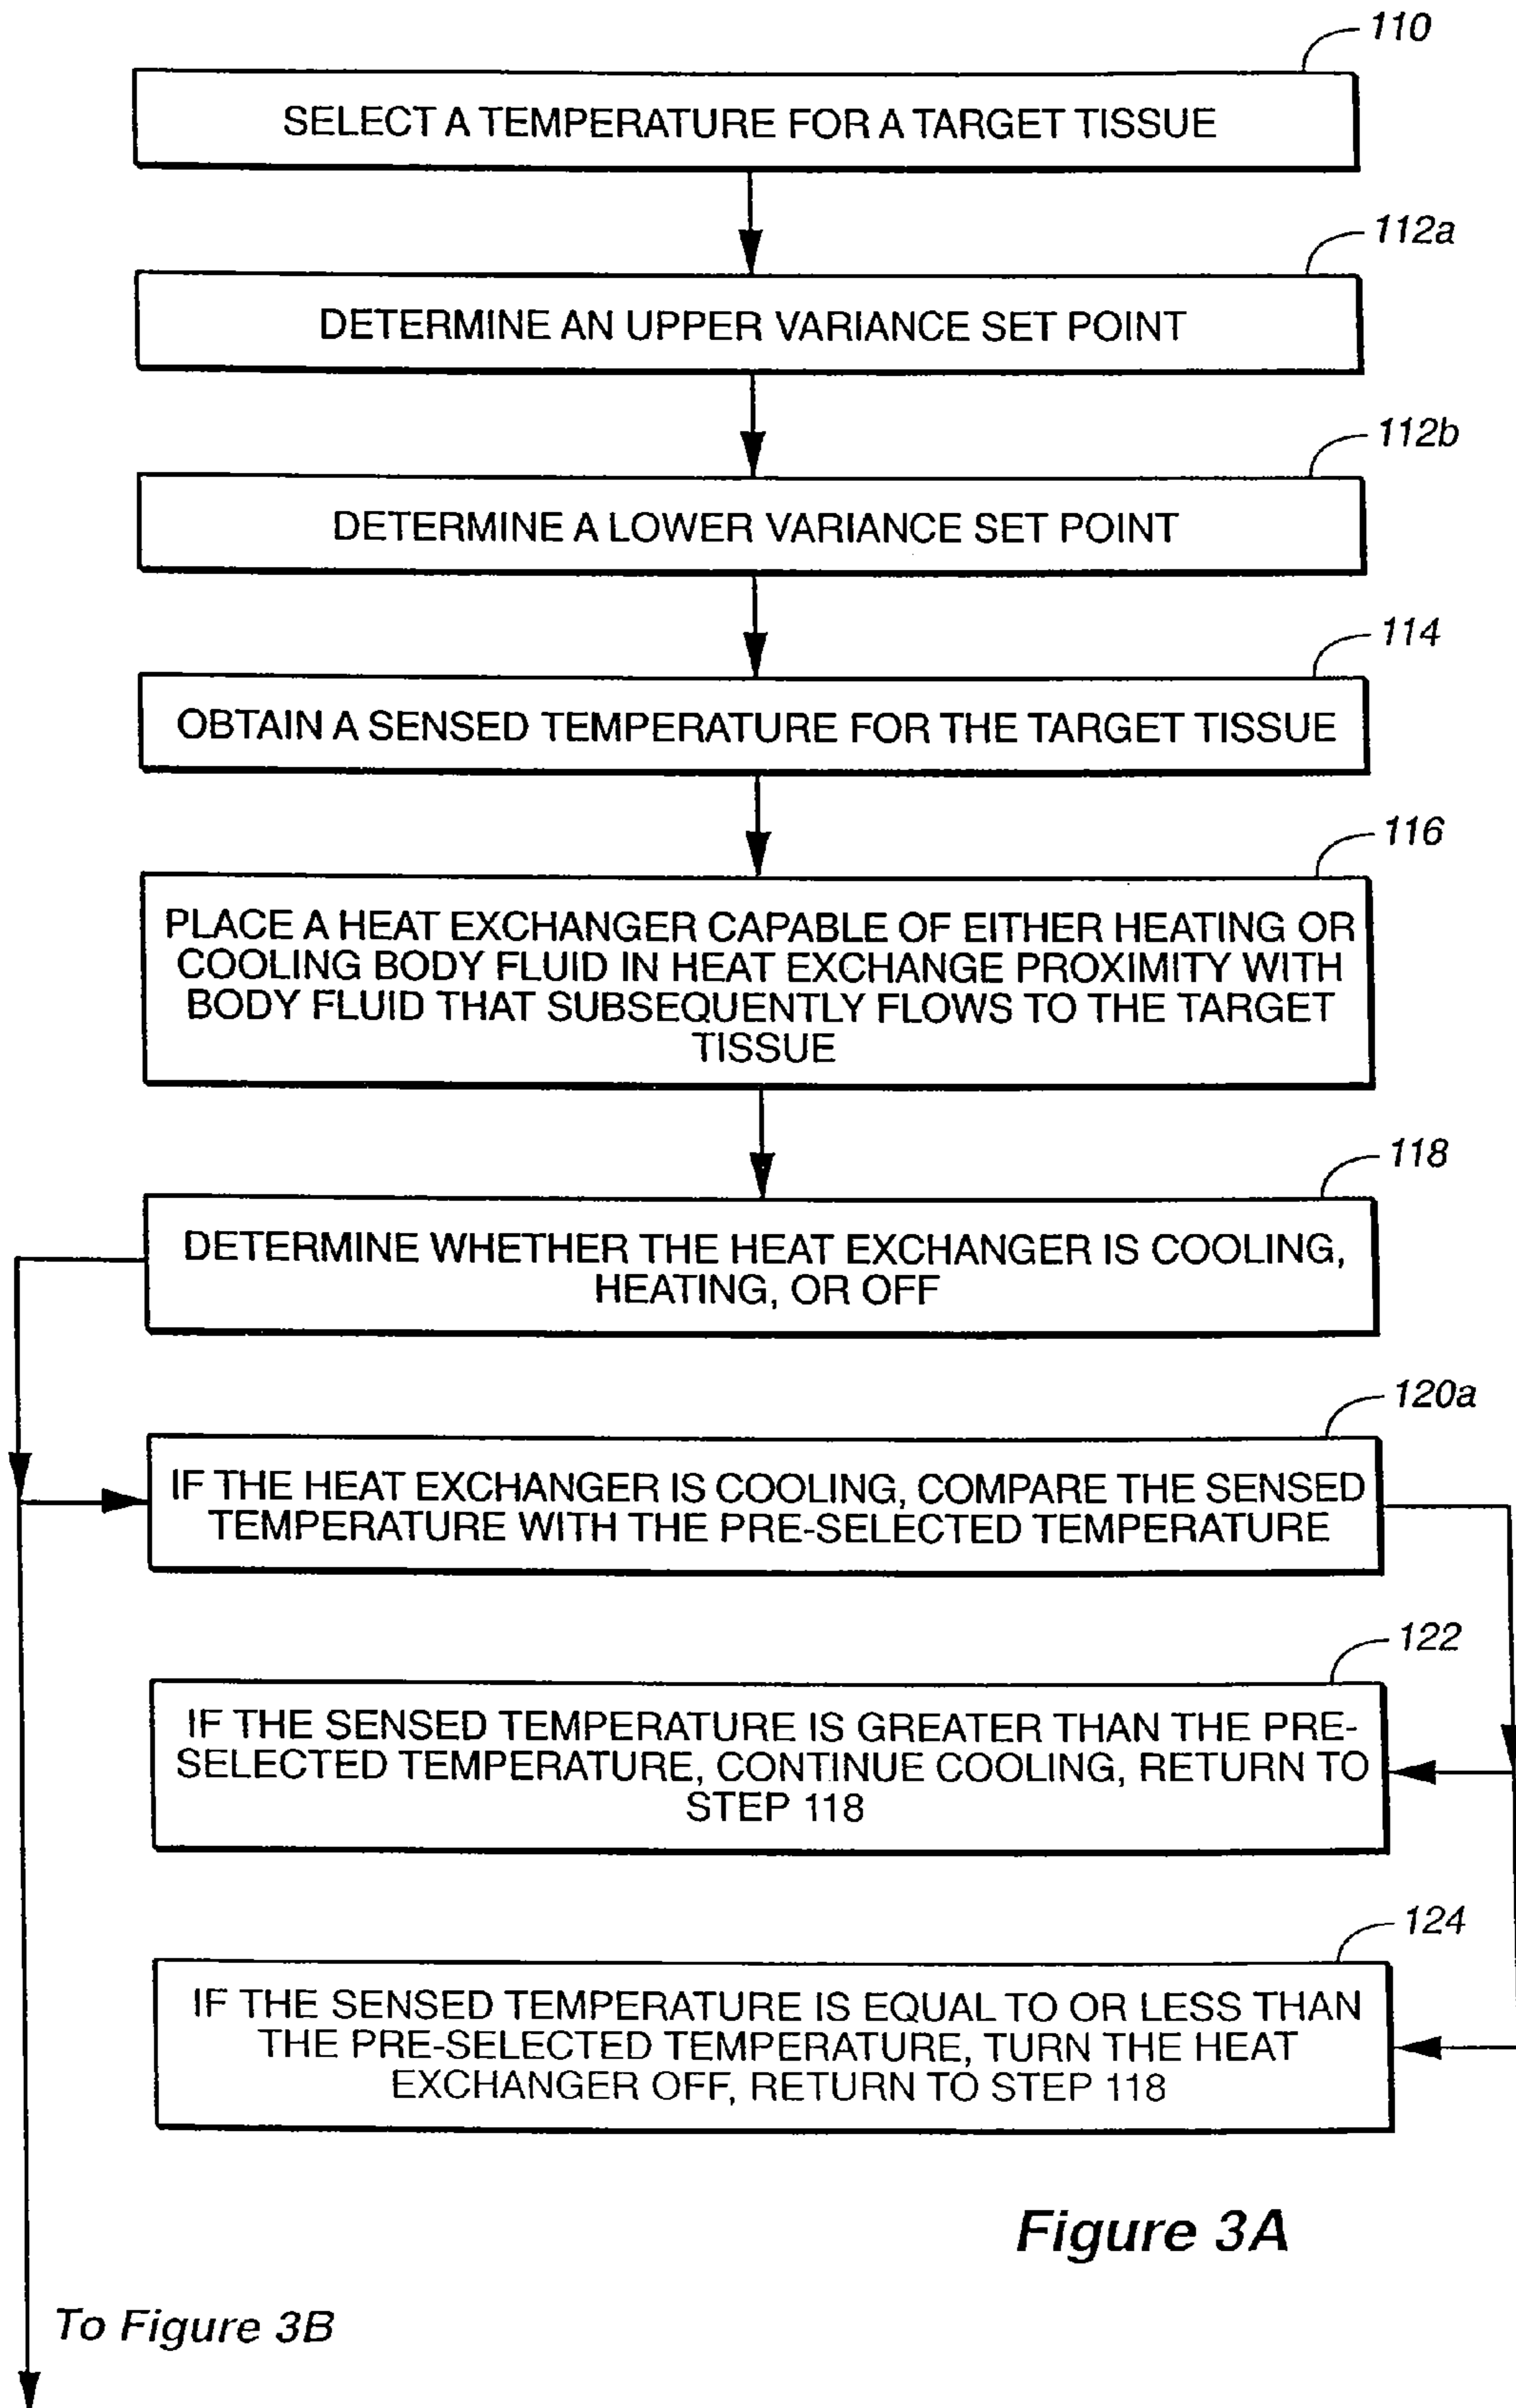 110
SELECT A TEMPERATURE FOR A TARGET TISSUE
112a
DETERMINE AN UPPER VARIANCE SET POINT
112b
DETERMINE A LOWER VARIANCE SET POINT
114
OBTAIN A SENSED TEMPERATURE FOR THE TARGET TISSUE
116
PLACE A HEAT EXCHANGER CAPABLE OF EITHER HEATING OR
COOLING BODY FLUID IN HEAT EXCHANGE PROXIMITY WITH
BODY FLUID THAT SUBSEQUENTLY FLOWS TO THE TARGET
TISSUE
118
DETERMINE WHETHER THE HEAT EXCHANGER IS COOLING,
HEATING, OR OFF
120a
IF THE HEAT EXCHANGER IS COOLING, COMPARE THE SENSED
TEMPERATURE WITH THE PRE-SELECTED TEMPERATURE
122
IF THE SENSED TEMPERATURE IS GREATER THAN THE PRE-
SELECTED TEMPERATURE, CONTINUE COOLING, RETURN TO
STEP 118
124
IF THE SENSED TEMPERATURE IS EQUAL TO OR LESS THAN
THE PRE-SELECTED TEMPERATURE, TURN THE HEAT
EXCHANGER OFF, RETURN TO STEP 118
Figure 3A
To Figure 3B